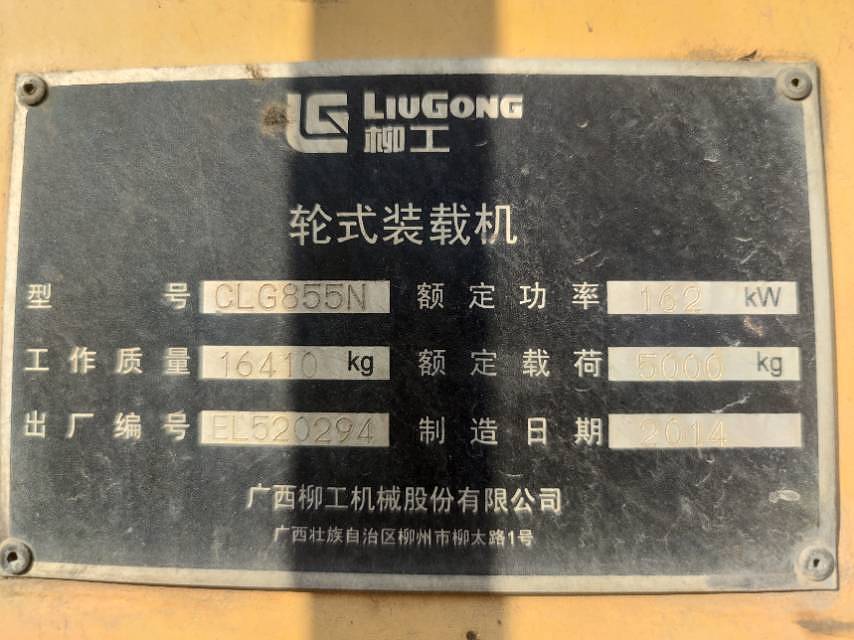 LG LIUGONG
柳工
轮式装载机
型号 CLG855N 额定功率 162 kW
工作质量 16410 kg 额定载荷 5000 kg
出厂编号 EL520294 制造日期 2014
广西柳工机械股份有限公司
广西壮族自治区柳州市柳太路1号